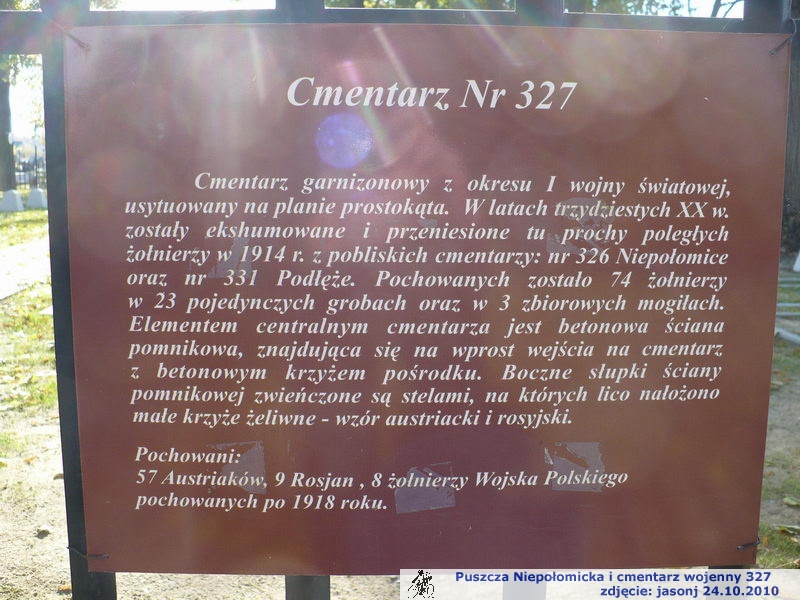 Cmentarz Nr 327
Cmentarz garnizonowy z okresu I wojny światowej,
usytuowany na planie prostokąta. W latach trzydziestych XX w.
zostały ekshumowane i przeniesione tu prochy poległych
żołnierzy w 1914 r. z pobliskich cmentarzy: nr 326 Niepołomice
oraz nr 331 Podłęże. Pochowanych zostało 74 żołnierzy
w 23 pojedynczych grobach oraz w 3 zbiorowych mogiłach.
Elementem centralnym cmentarza jest betonowa ściana
pomnikowa, znajdująca się na wprost wejścia na cmentarz
z betonowym krzyżem pośrodku. Boczne słupki ściany
pomnikowej zwieńczone są stelami, na których lico nałożono
małe krzyże żeliwne - wzór austriacki i rosyjski.
Pochowani:
57 Austriaków, 9 Rosjan , 8 żołnierzy Wojska Polskiego
pochowanych po 1918 roku.
Puszcza Niepołomicka i cmentarz wojenny 327
zdjęcie: jasonj 24.10.2010